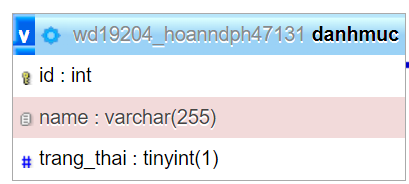 v wd19204_hoanndph47131 danhmuc
id : int
name : varchar(255)
# trang_thai : tinyint(1)